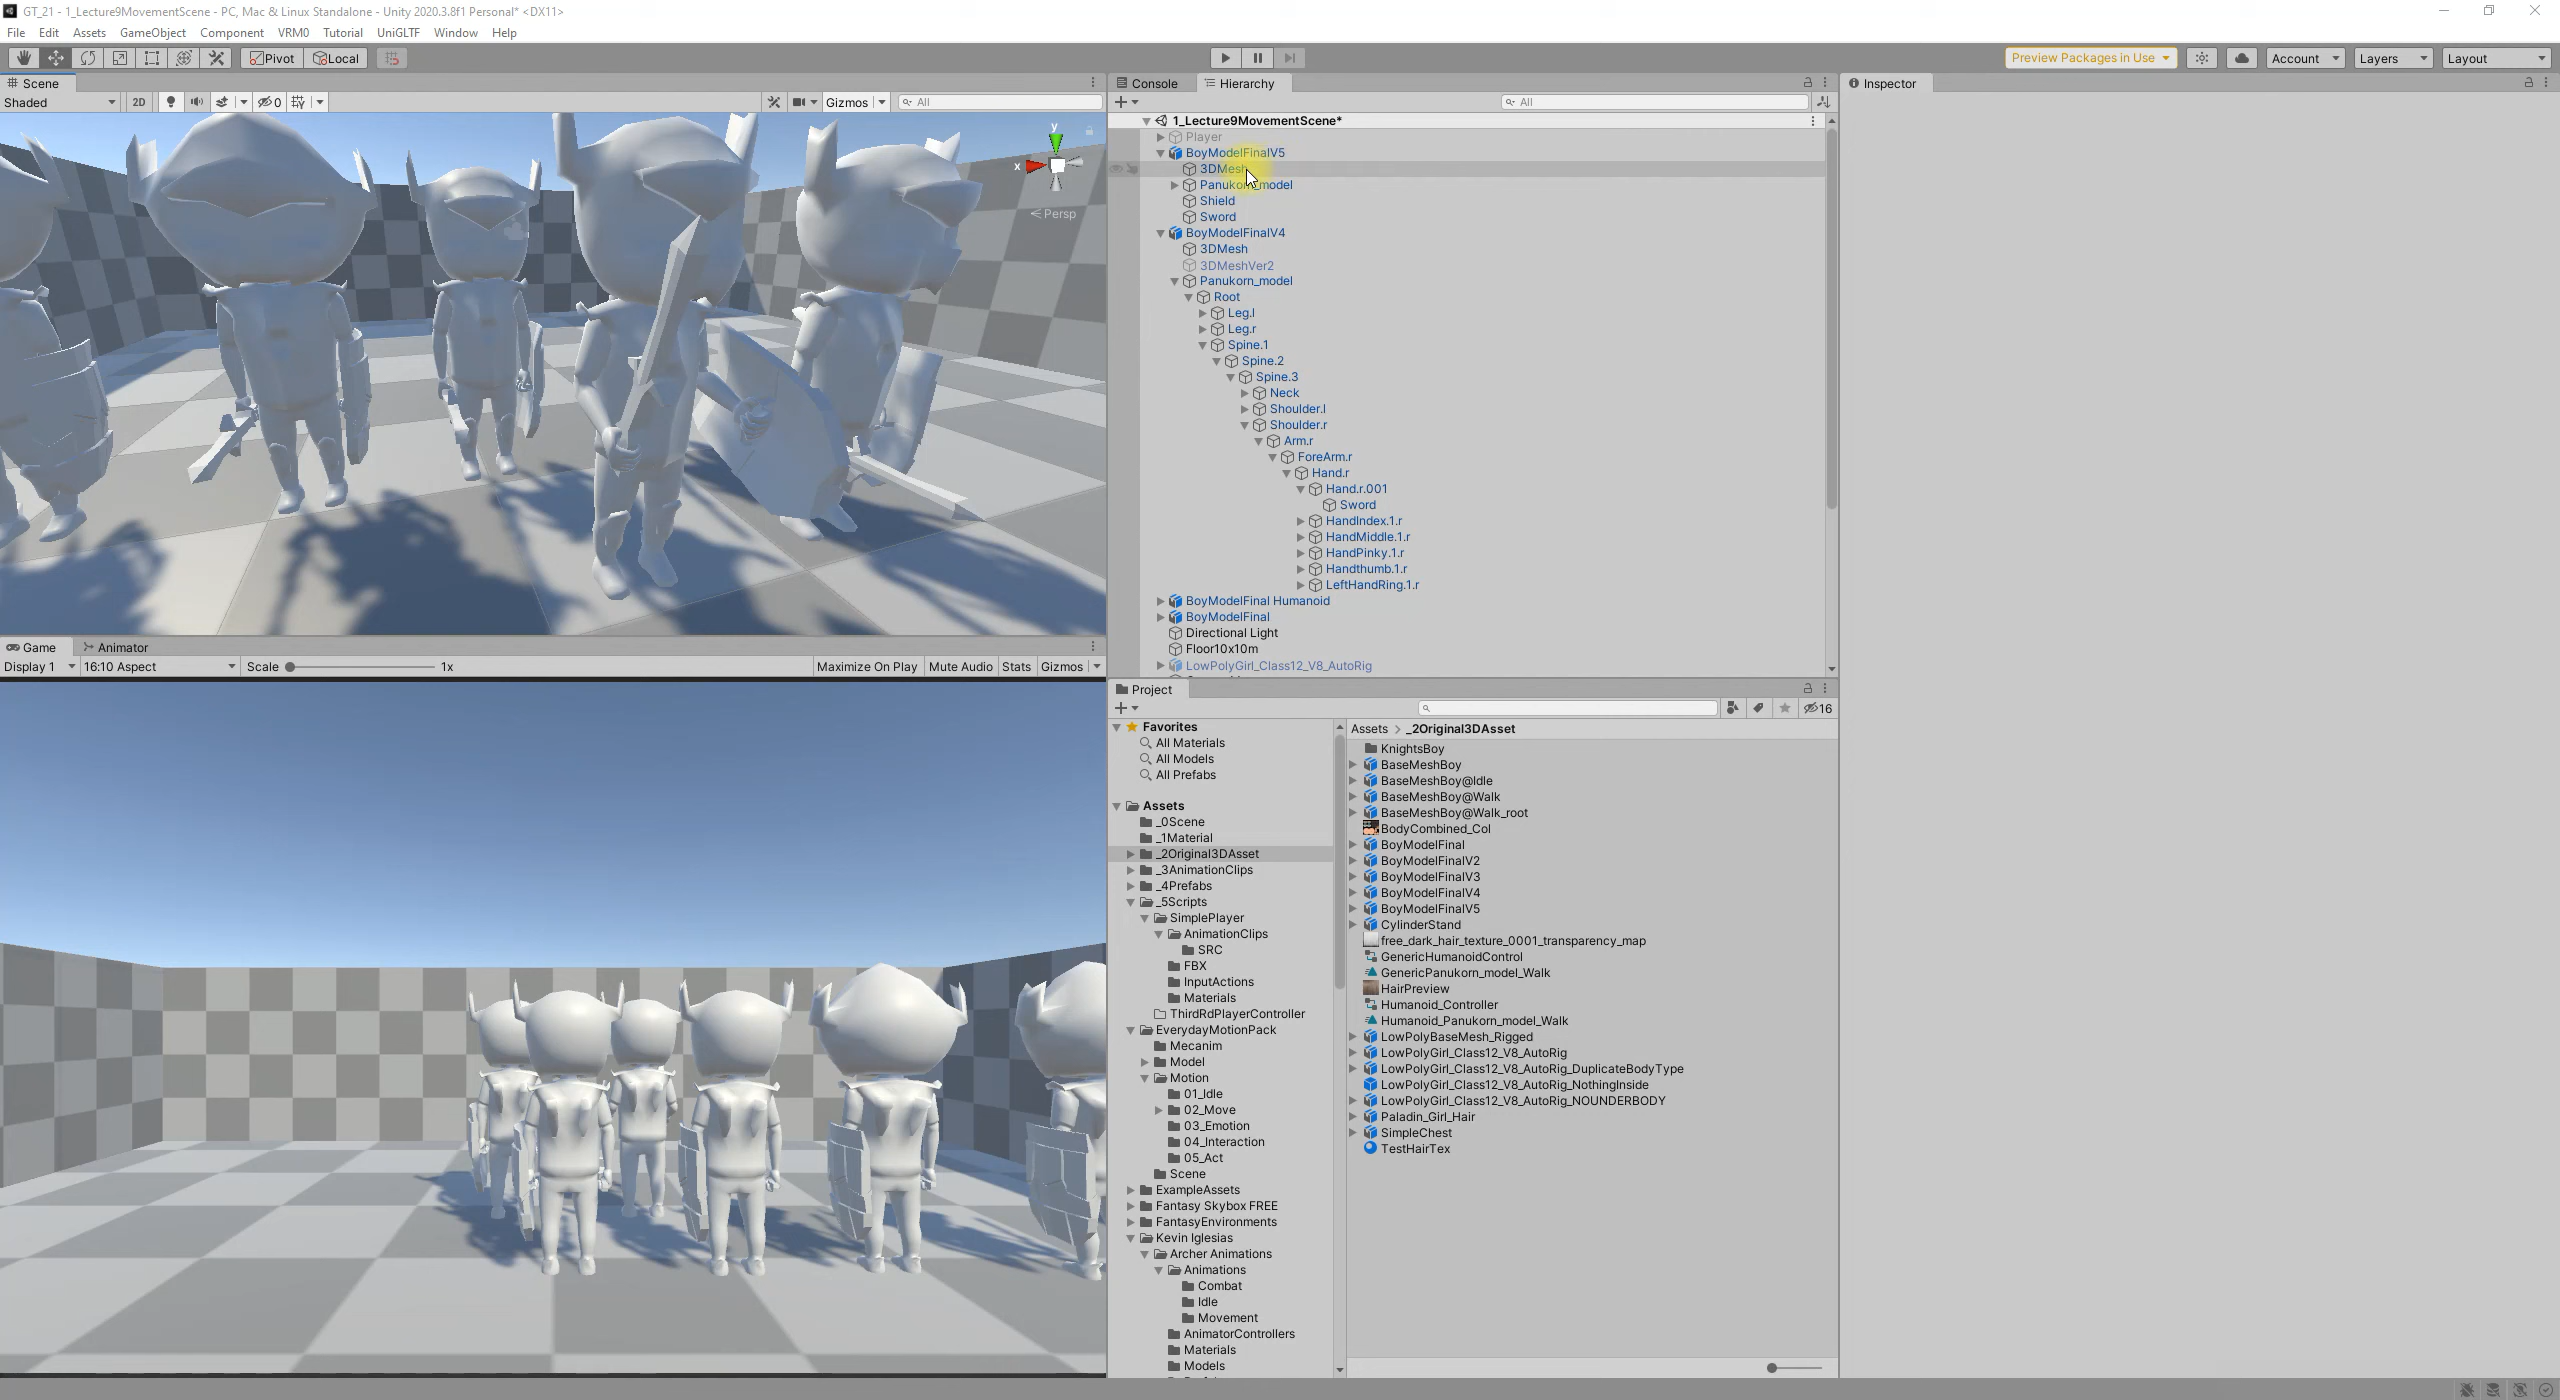 GT_21 - 1_Lecture9MovementScene - PC, Mac & Linux Standalone - Unity 2020.3.8f1 Personal* <DX11>
File Edit Assets GameObject Component VRM0 Tutorial UniGLTF Window Help
Pivot Local
Preview Packages in Use Account Layers Layout
Scene
Shaded 2D 0 Gizmos All
y
x
Persp
Game Animator
Display 1 16:10 Aspect Scale 1x Maximize On Play Mute Audio Stats Gizmos
Console Hierarchy
All
1_Lecture9MovementScene*
Player
BoyModelFinalV5
3DMesh
Panukorn_model
Shield
Sword
BoyModelFinalV4
3DMesh
3DMeshVer2
Panukorn_model
Root
Leg.l
Leg.r
Spine.1
Spine.2
Spine.3
Neck
Shoulder.l
Shoulder.r
Arm.r
ForeArm.r
Hand.r
Hand.r.001
Sword
HandIndex.1.r
HandMiddle.1.r
HandPinky.1.r
Handthumb.1.r
LeftHandRing.1.r
BoyModelFinal Humanoid
BoyModelFinal
Directional Light
Floor10x10m
LowPolyGirl_Class12_V8_AutoRig
Project
16
Favorites
All Materials
All Models
All Prefabs
Assets
_0Scene
_1Material
_2Original3DAsset
_3AnimationClips
_4Prefabs
_5Scripts
SimplePlayer
AnimationClips
SRC
FBX
InputActions
Materials
ThirdRdPlayerController
EverydayMotionPack
Mecanim
Model
Motion
01_Idle
02_Move
03_Emotion
04_Interaction
05_Act
Scene
ExampleAssets
Fantasy Skybox FREE
FantasyEnvironments
Kevin Iglesias
Archer Animations
Animations
Combat
Idle
Movement
AnimatorControllers
Materials
Models
Assets > _2Original3DAsset
KnightsBoy
BaseMeshBoy
BaseMeshBoy@Idle
BaseMeshBoy@Walk
BaseMeshBoy@Walk_root
BodyCombined_Col
BoyModelFinal
BoyModelFinalV2
BoyModelFinalV3
BoyModelFinalV4
BoyModelFinalV5
CylinderStand
free_dark_hair_texture_0001_transparency_map
GenericHumanoidControl
GenericPanukorn_model_Walk
HairPreview
Humanoid_Controller
Humanoid_Panukorn_model_Walk
LowPolyBaseMesh_Rigged
LowPolyGirl_Class12_V8_AutoRig
LowPolyGirl_Class12_V8_AutoRig_DuplicateBodyType
LowPolyGirl_Class12_V8_AutoRig_NothingInside
LowPolyGirl_Class12_V8_AutoRig_NOUNDERBODY
Paladin_Girl_Hair
SimpleChest
TestHairTex
Inspector